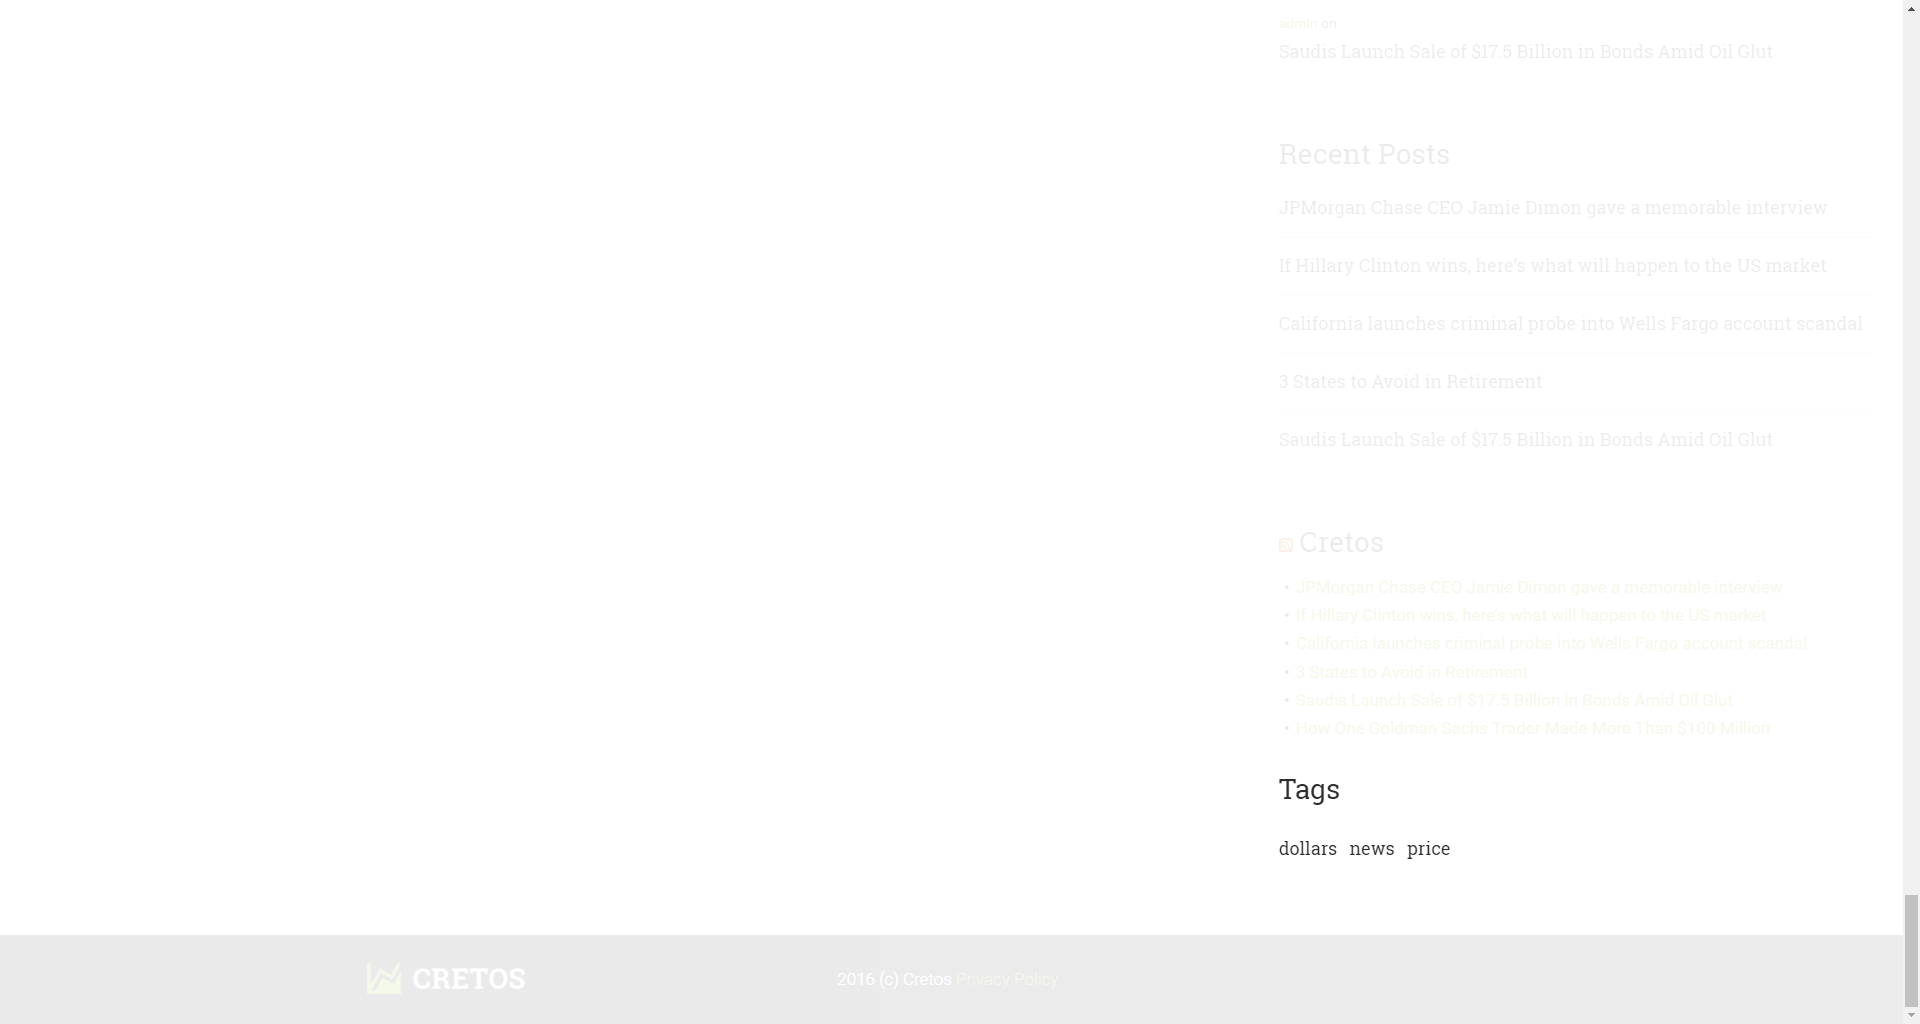 admin on
Saudis Launch Sale of $17.5 Billion in Bonds Amid Oil Glut
Recent Posts
JPMorgan Chase CEO Jamie Dimon gave a memorable interview
If Hillary Clinton wins, here's what will happen to the US market
California launches criminal probe into Wells Fargo account scandal
3 States to Avoid in Retirement
Saudis Launch Sale of $17.5 Billion in Bonds Amid Oil Glut
Cretos
• JPMorgan Chase CEO Jamie Dimon gave a memorable interview
• If Hillary Clinton wins, here's what will happen to the US market
• California launches criminal probe into Wells Fargo account scandal
• 3 States to Avoid in Retirement
• Saudis Launch Sale of $17.5 Billion in Bonds Amid Oil Glut
• How One Goldman Sachs Trader Made More Than $100 Million
Tags
dollars news price
CRETOS
2016 (c) Cretos Privacy Policy